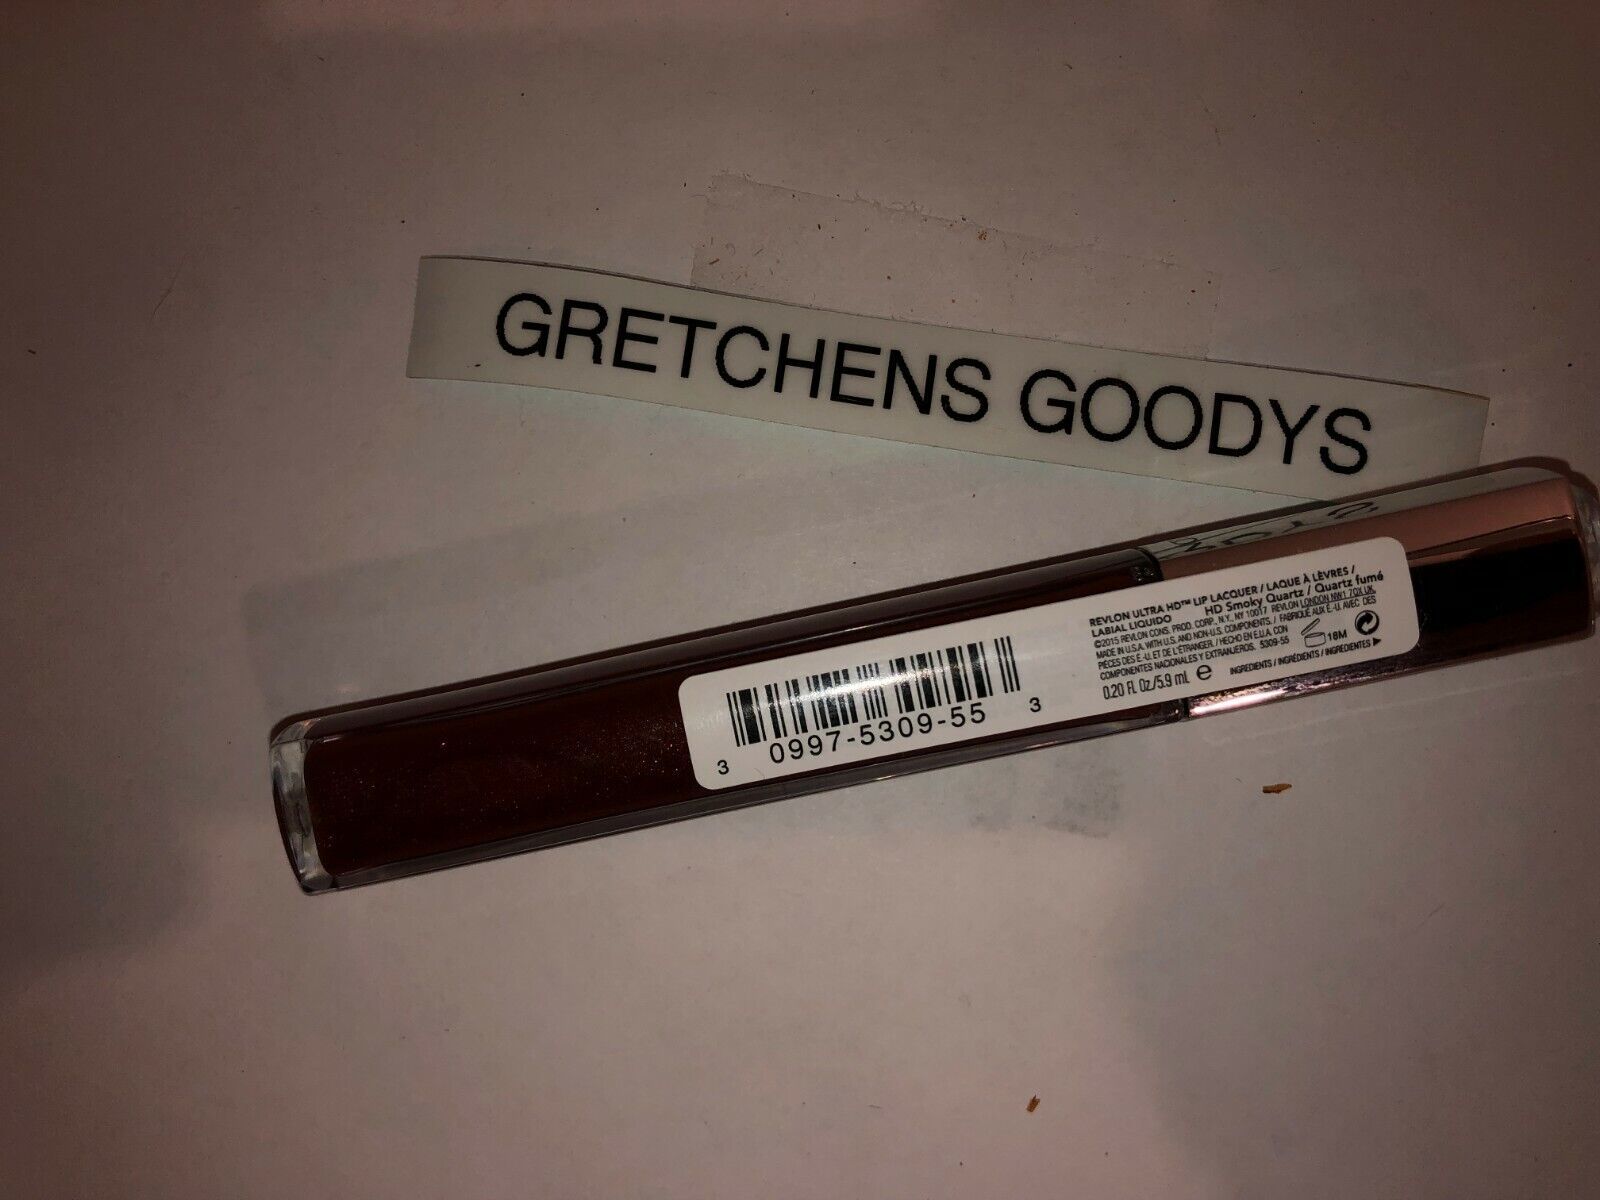 GRETCHENS GOODYS
REVLON ULTRA HD™ LIP LACQUER / LAQUE À LÈVRES /
LABIAL LIQUIDO HD Smoky Quartz / Quartz fumé
©2015 REVLON CONS. PROD. CORP., N.Y., NY 10017 REVLON LONDON NW1 7QX UK.
MADE IN U.S.A. WITH U.S. AND NON-U.S. COMPONENTS. / FABRIQUÉ AUX É.-U. AVEC DES
PIÈCES DES É.-U. ET DE L'ÉTRANGER. / HECHO EN E.U.A. CON
COMPONENTES NACIONALES Y EXTRANJEROS. 5309-55 18M
0.20 Fl. Oz./5.9 mL e INGREDIENTS / INGRÉDIENTS / INGREDIENTES ▶
3 0997-5309-55 3